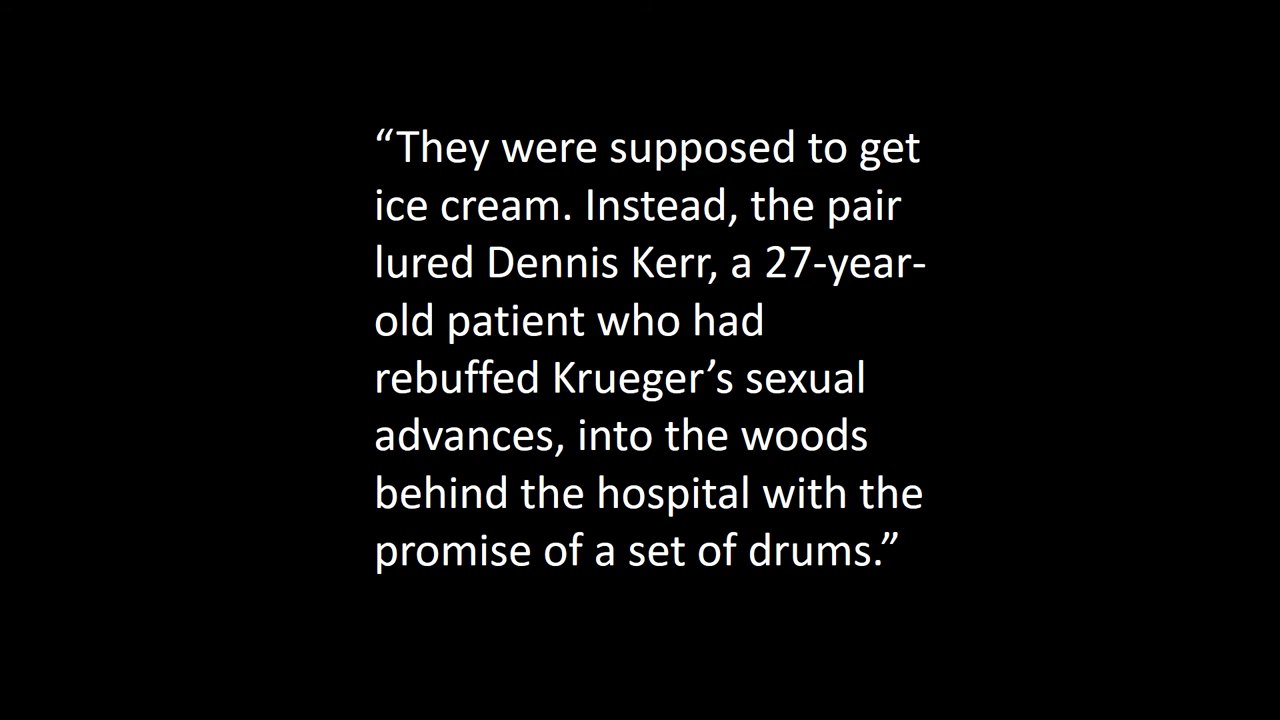 “They were supposed to get
ice cream. Instead, the pair
lured Dennis Kerr, a 27-year-
old patient who had
rebuffed Krueger’s sexual
advances, into the woods
behind the hospital with the
promise of a set of drums.”